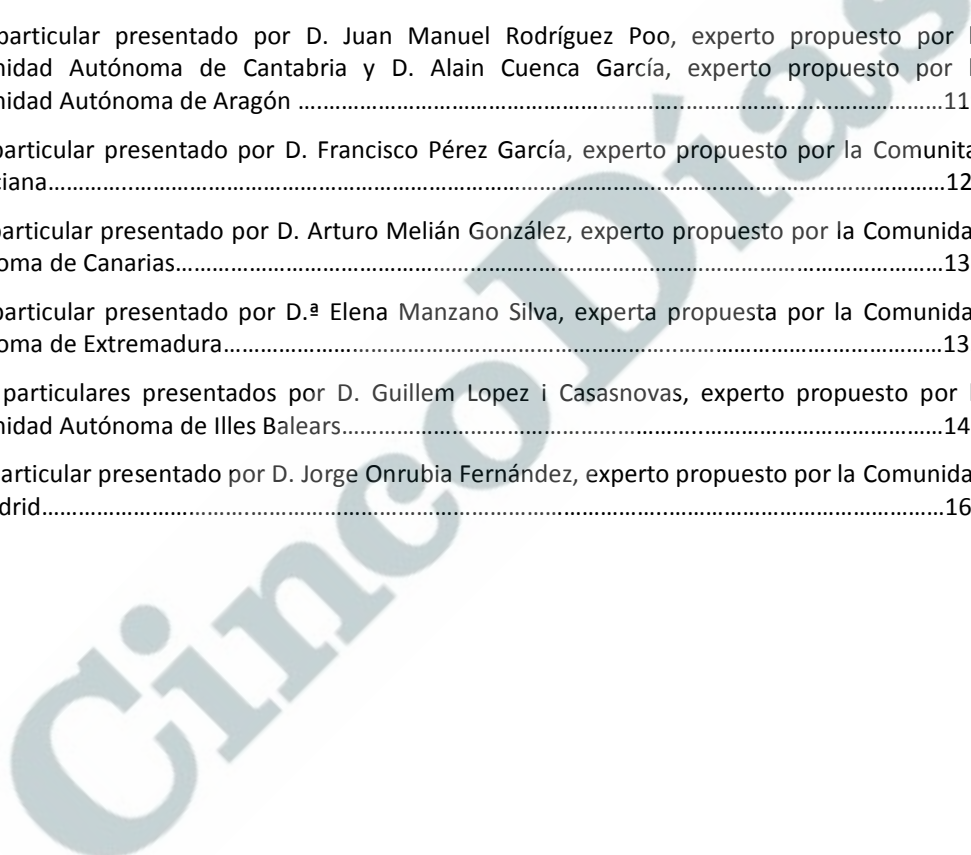 particular presentado por D. Juan Manuel Rodríguez Poo, experto propuesto por l
nidad Autónoma de Cantabria y D. Alain Cuenca García, experto propuesto por l
nidad Autónoma de Aragón ........................................................................................11
particular presentado por D. Francisco Pérez García, experto propuesto por la Comunita
ciana........................................................................................12
particular presentado por D. Arturo Melián González, experto propuesto por la Comunida
oma de Canarias........................................................................................13
particular presentado por D.ª Elena Manzano Silva, experta propuesta por la Comunida
oma de Extremadura........................................................................................13
particulares presentados por D. Guillem Lopez i Casasnovas, experto propuesto por l
nidad Autónoma de Illes Balears........................................................................................14
articular presentado por D. Jorge Onrubia Fernández, experto propuesto por la Comunida
drid........................................................................................16
CincoDías